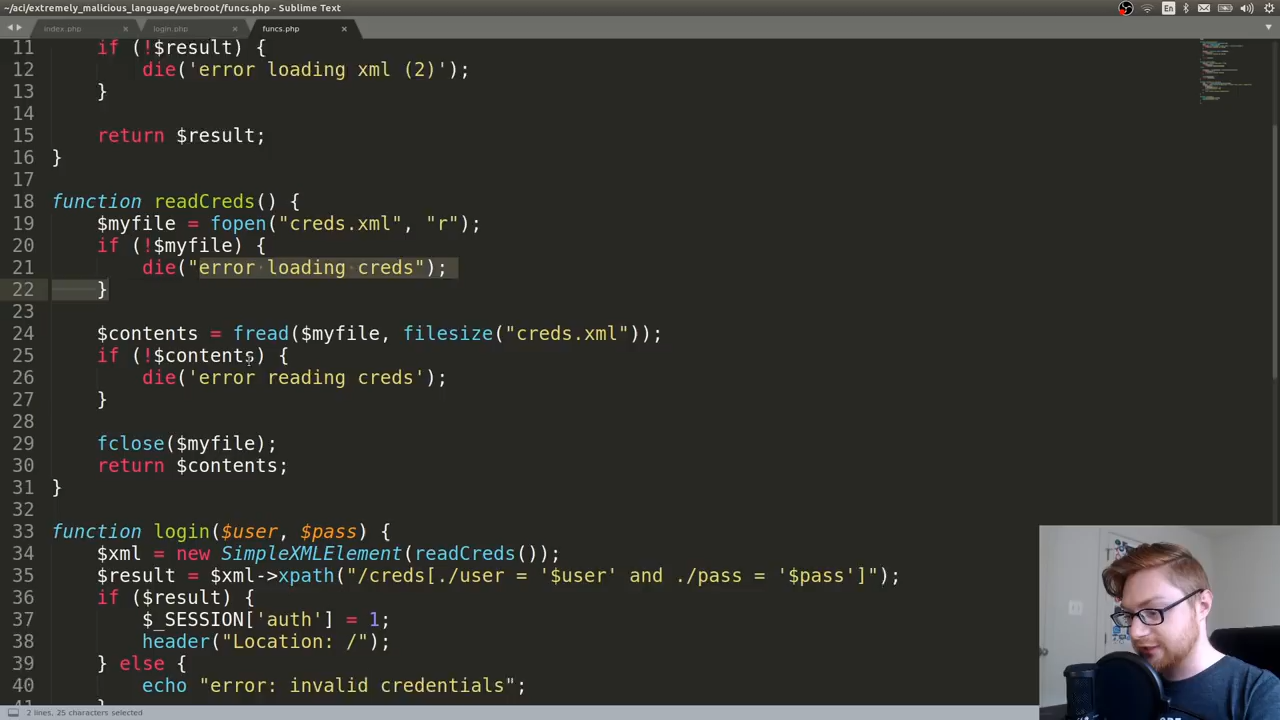 ~/aci/extremely_malicious_language/webroot/funcs.php - Sublime Text
En
index.php × login.php × funcs.php ×
11 if (!$result) {
12 die('error loading xml (2)');
13 }
14
15 return $result;
16 }
17
18 function readCreds() {
19 $myfile = fopen("creds.xml", "r");
20 if (!$myfile) {
21 die("error loading creds");
22 }
23
24 $contents = fread($myfile, filesize("creds.xml"));
25 if (!$contents) {
26 die('error reading creds');
27 }
28
29 fclose($myfile);
30 return $contents;
31 }
32
33 function login($user, $pass) {
34 $xml = new SimpleXMLElement(readCreds());
35 $result = $xml->xpath("/creds[./user = '$user' and ./pass = '$pass']");
36 if ($result) {
37 $_SESSION['auth'] = 1;
38 header("Location: /");
39 } else {
40 echo "error: invalid credentials";
41 }
2 lines, 25 characters selected